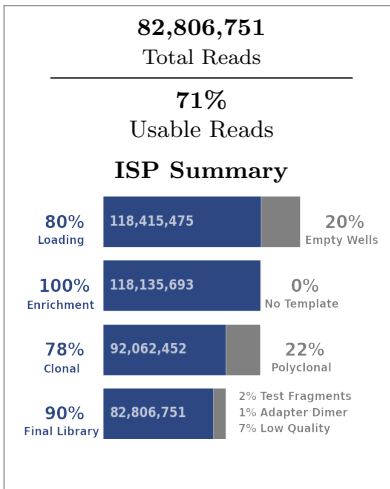 82,806,751
Total Reads
71%
Usable Reads
ISP Summary
80%
Loading
118,415,475
20%
Empty Wells
100%
Enrichment
118,135,693
0%
No Template
78%
Clonal
92,062,452
22%
Polyclonal
90%
Final Library
82,806,751
2% Test Fragments
1% Adapter Dimer
7% Low Quality